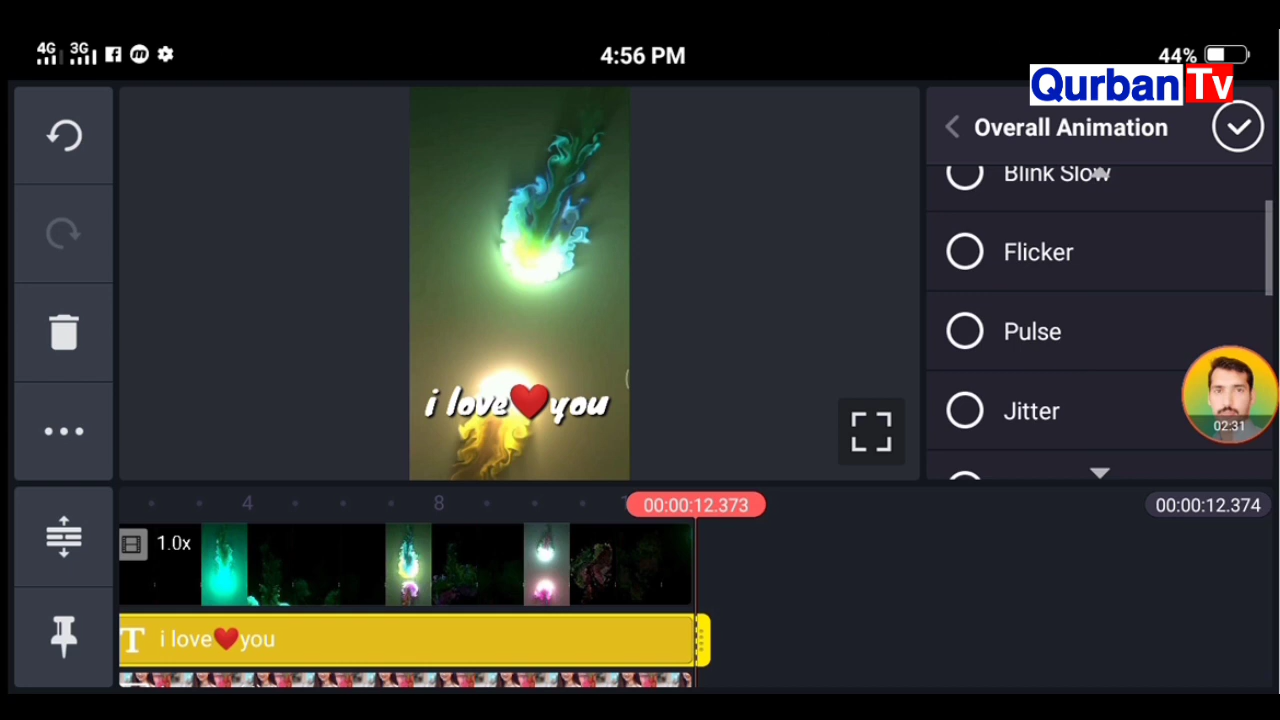 4G 3G 4:56 PM 44%
Qurban Tv
Overall Animation
Blink Slow
Flicker
Pulse
Jitter
02:31
i love❤️you
4 8 00:00:12.373 00:00:12.374
1.0x
T i love❤️you